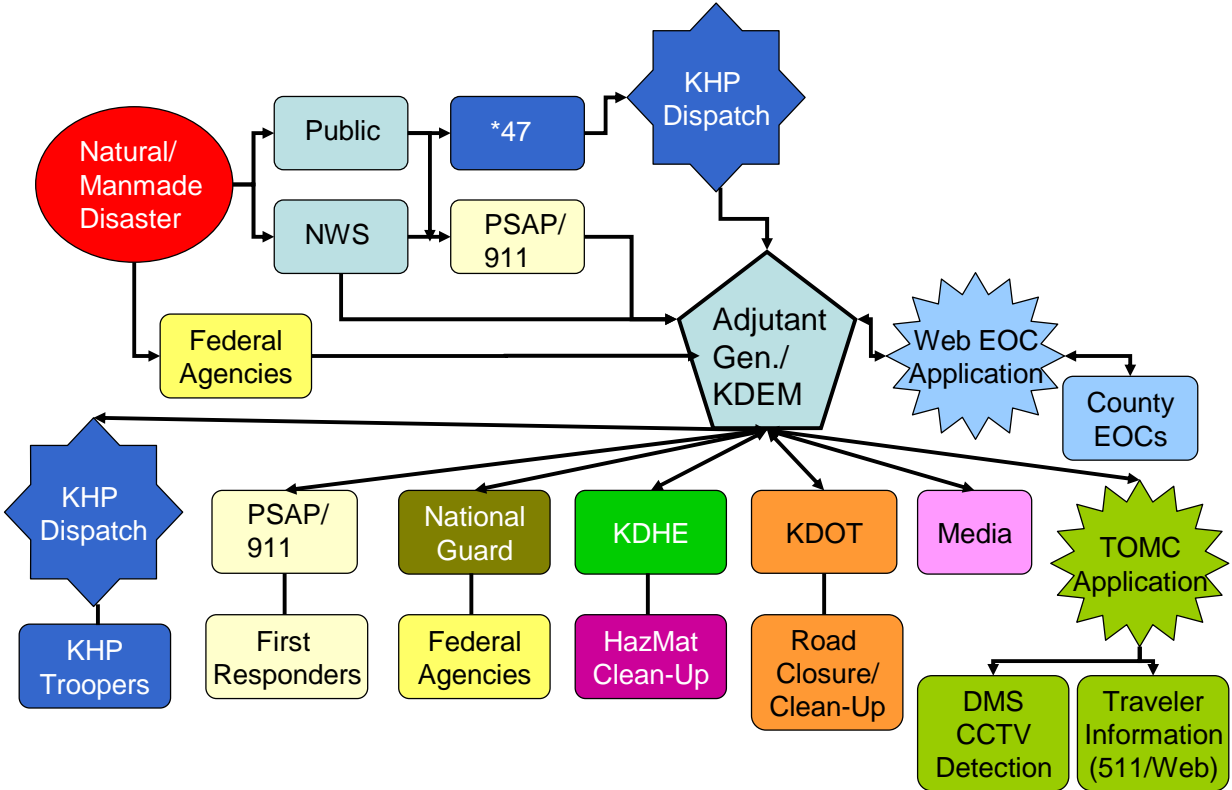 Natural/
Manmade
Disaster
Public
*47
KHP
Dispatch
NWS
PSAP/
911
Federal
Agencies
Adjutant
Gen./
KDEM
Web EOC
Application
County
EOCs
KHP
Dispatch
PSAP/
911
National
Guard
KDHE
KDOT
Media
TOMC
Application
KHP
Troopers
First
Responders
Federal
Agencies
HazMat
Clean-Up
Road
Closure/
Clean-Up
DMS
CCTV
Detection
Traveler
Information
(511/Web)